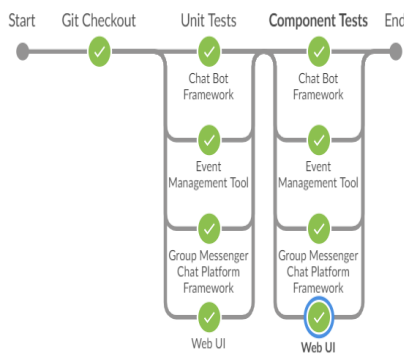 Start Git Checkout Unit Tests Component Tests End
Chat Bot Chat Bot
Framework Framework
Event Event
Management Tool Management Tool
Group Messenger Group Messenger
Chat Platform Chat Platform
Framework Framework
Web UI Web UI